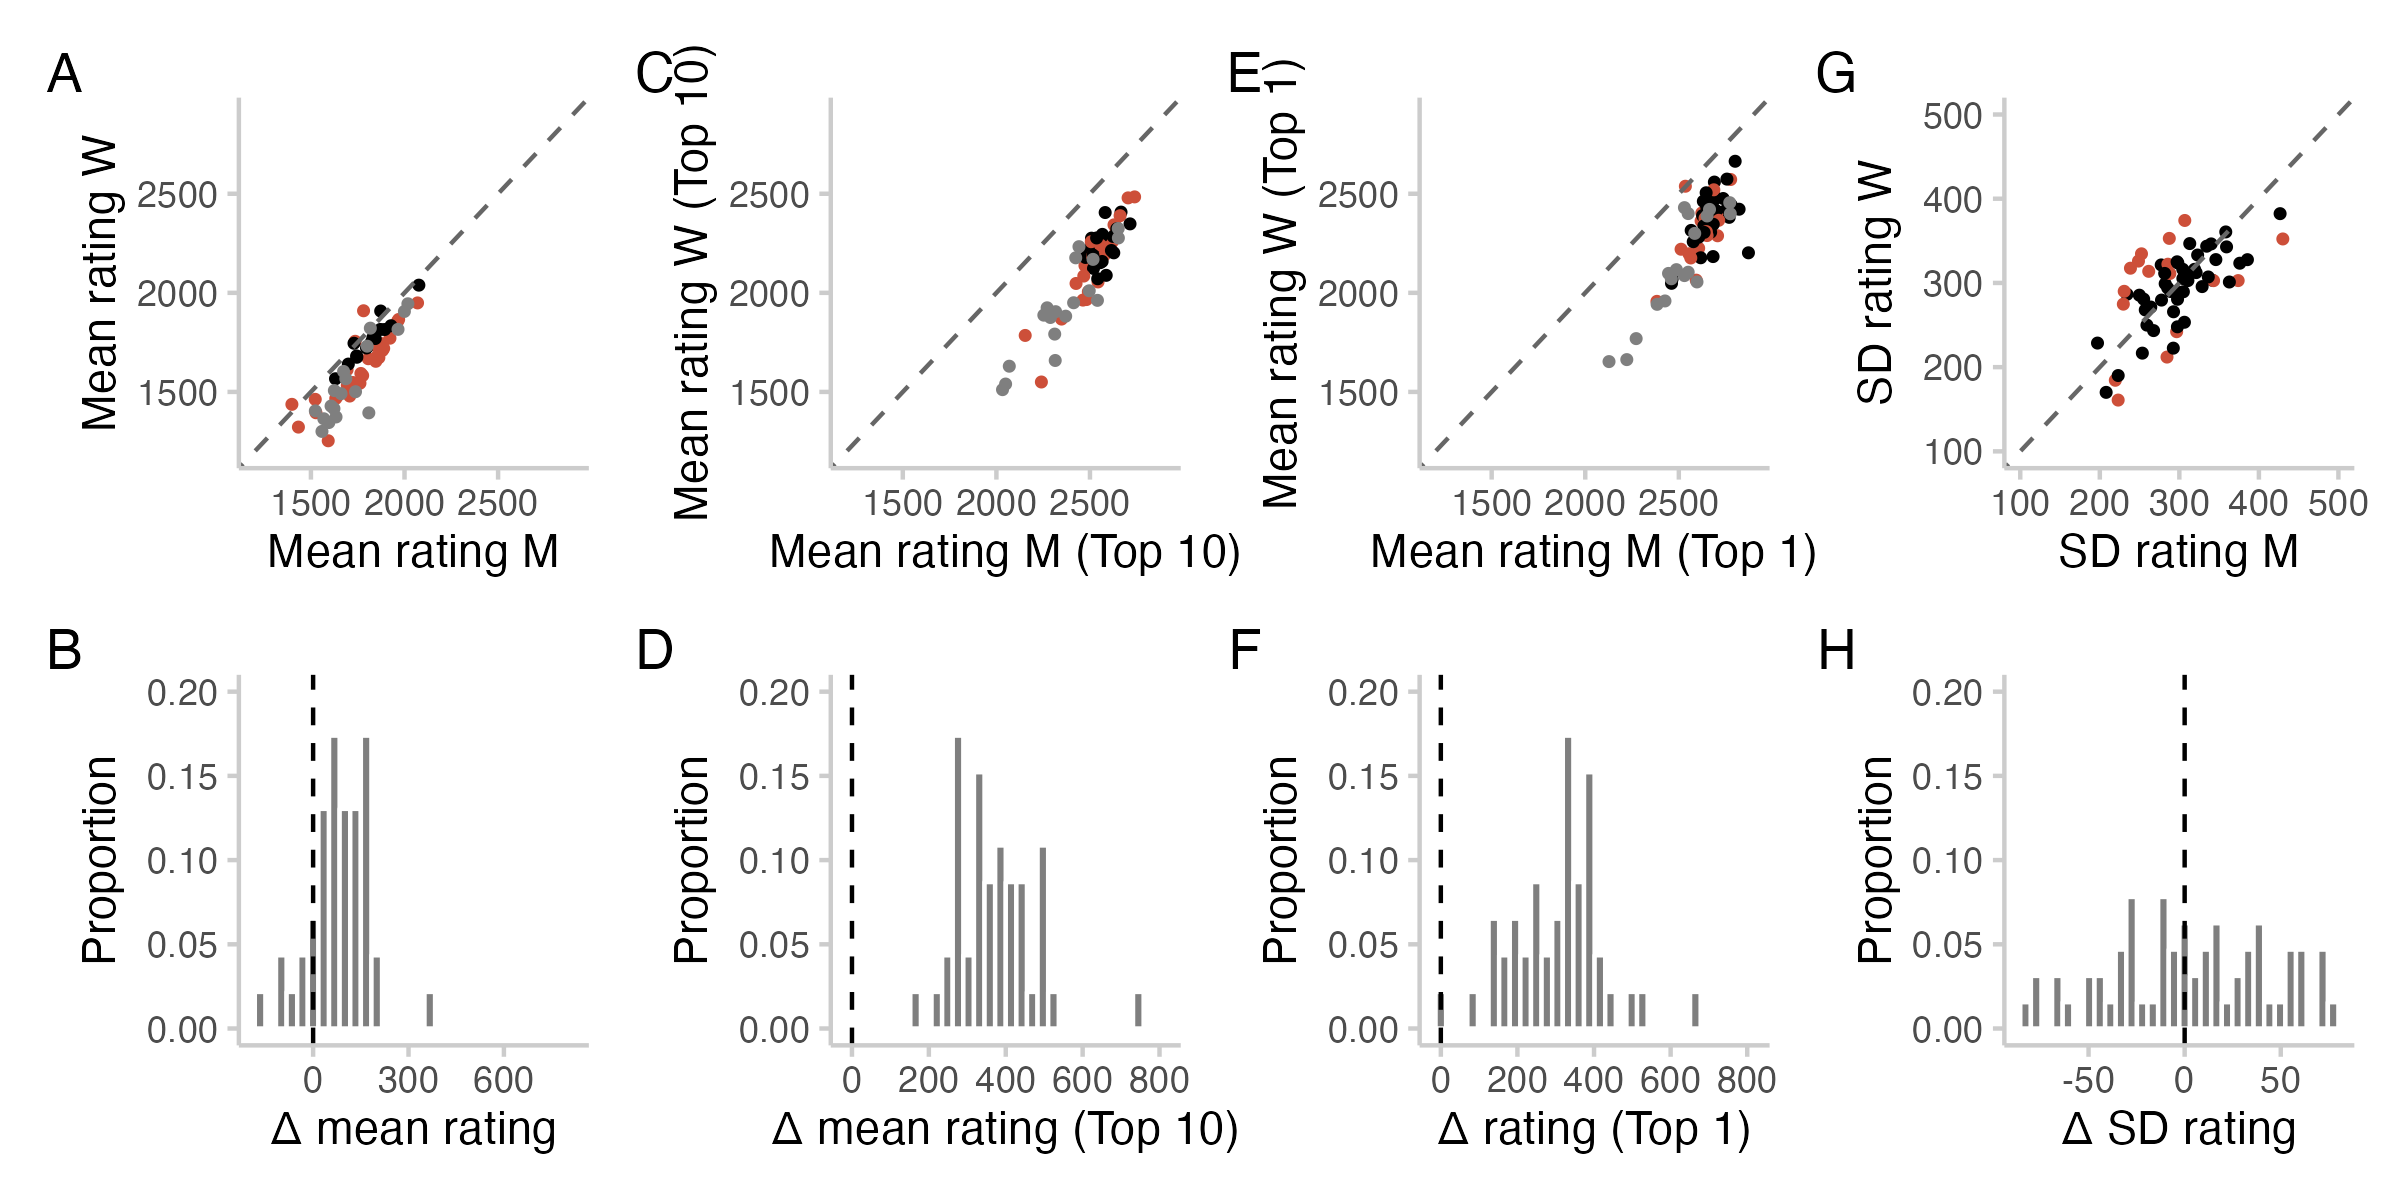 A
Mean rating W
2500
2000
1500
1500 2000 2500
Mean rating M
C
Mean rating W (Top 10)
2500
2000
1500
1500 2000 2500
Mean rating M (Top 10)
E
Mean rating W (Top 1)
2500
2000
1500
1500 2000 2500
Mean rating M (Top 1)
G
SD rating W
500
400
300
200
100
100 200 300 400 500
SD rating M
B
Proportion
0.20
0.15
0.10
0.05
0.00
0 300 600
Δ mean rating
D
Proportion
0.20
0.15
0.10
0.05
0.00
0 200 400 600 800
Δ mean rating (Top 10)
F
Proportion
0.20
0.15
0.10
0.05
0.00
0 200 400 600 800
Δ rating (Top 1)
H
Proportion
0.20
0.15
0.10
0.05
0.00
-50 0 50
Δ SD rating